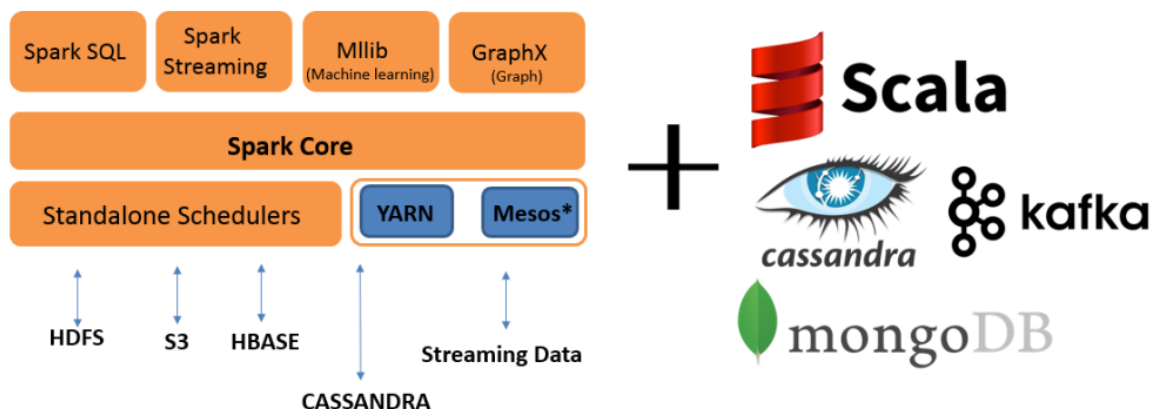 Spark SQL
Spark
Streaming
Mllib
(Machine learning)
GraphX
(Graph)
Spark Core
Standalone Schedulers
YARN
Mesos*
HDFS
S3
HBASE
CASSANDRA
Streaming Data
Scala
cassandra
kafka
mongoDB